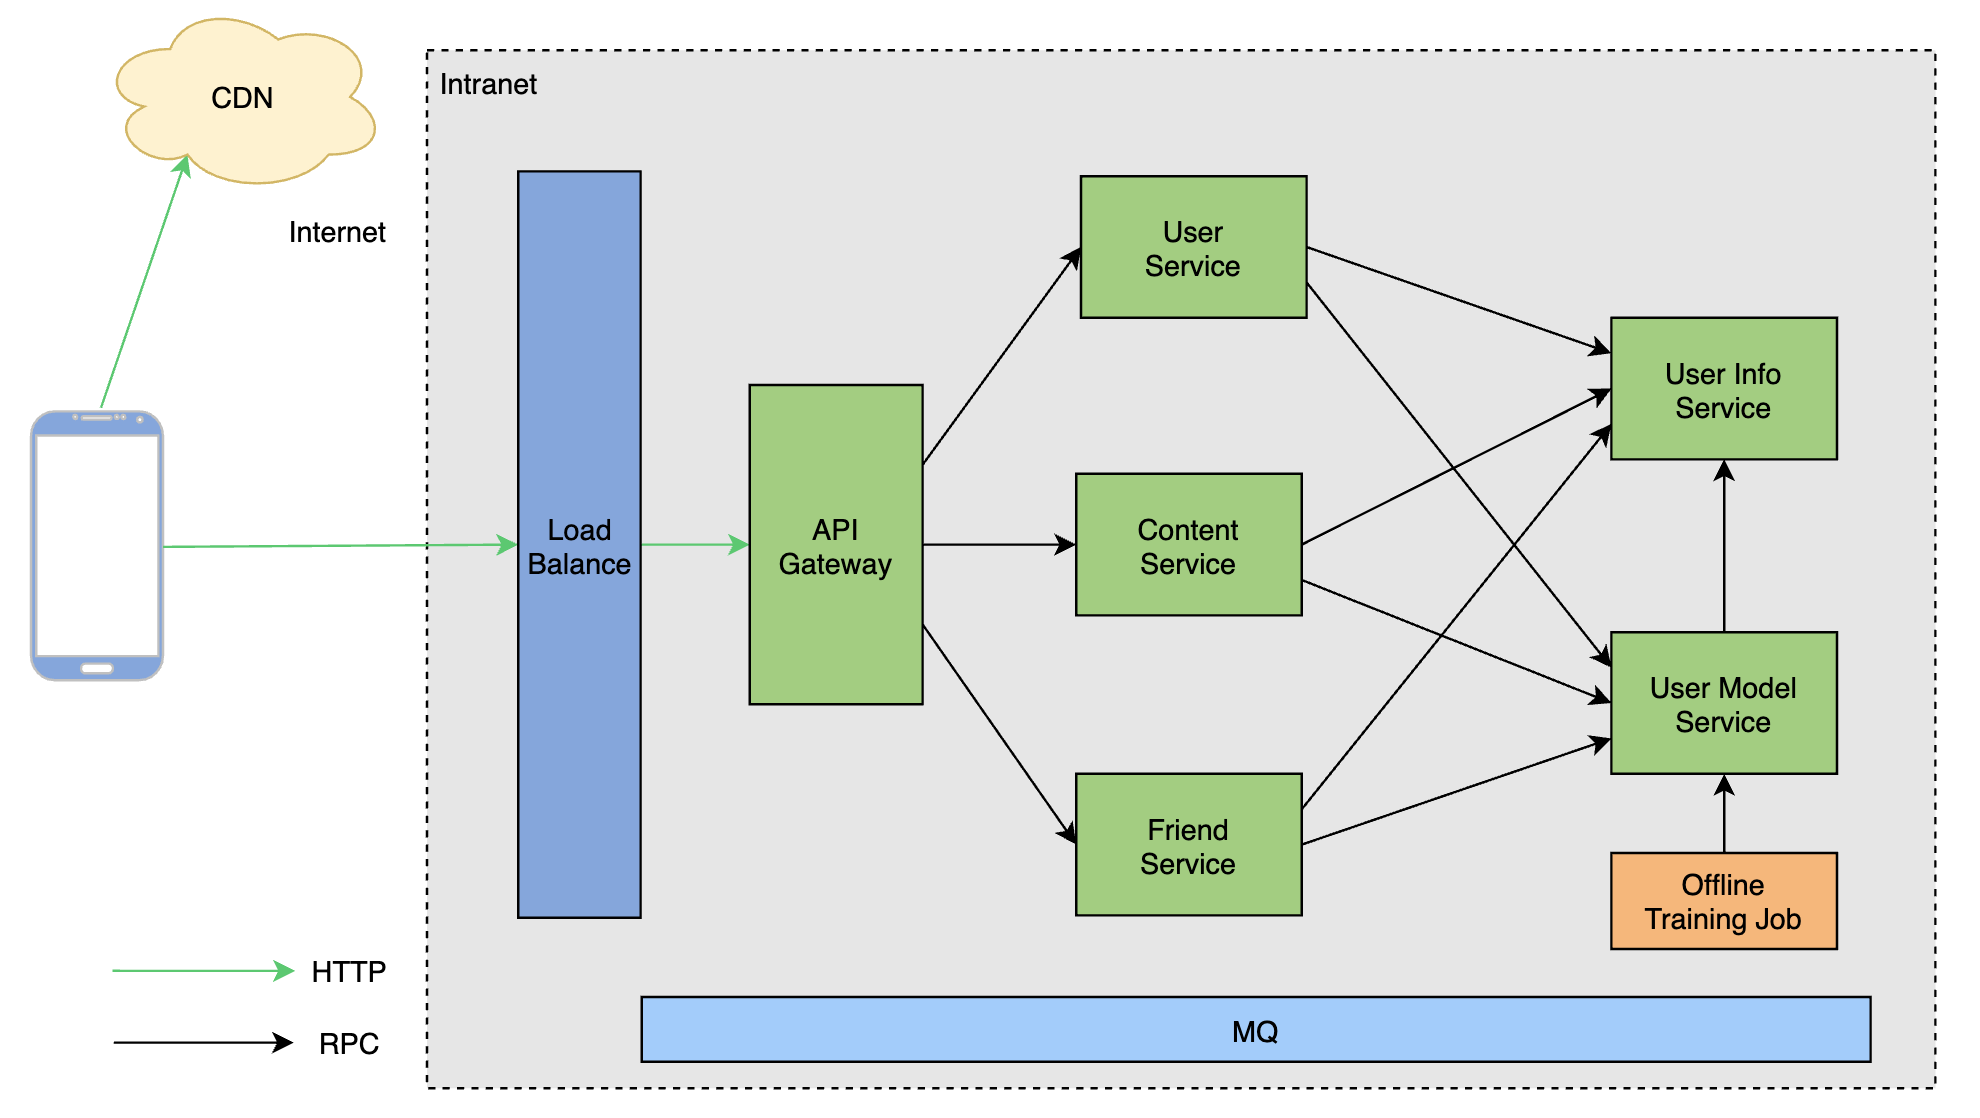 CDN
Intranet
Internet
User
Service
User Info
Service
Load
Balance
API
Gateway
Content
Service
User Model
Service
Friend
Service
Offline
Training Job
HTTP
RPC
MQ